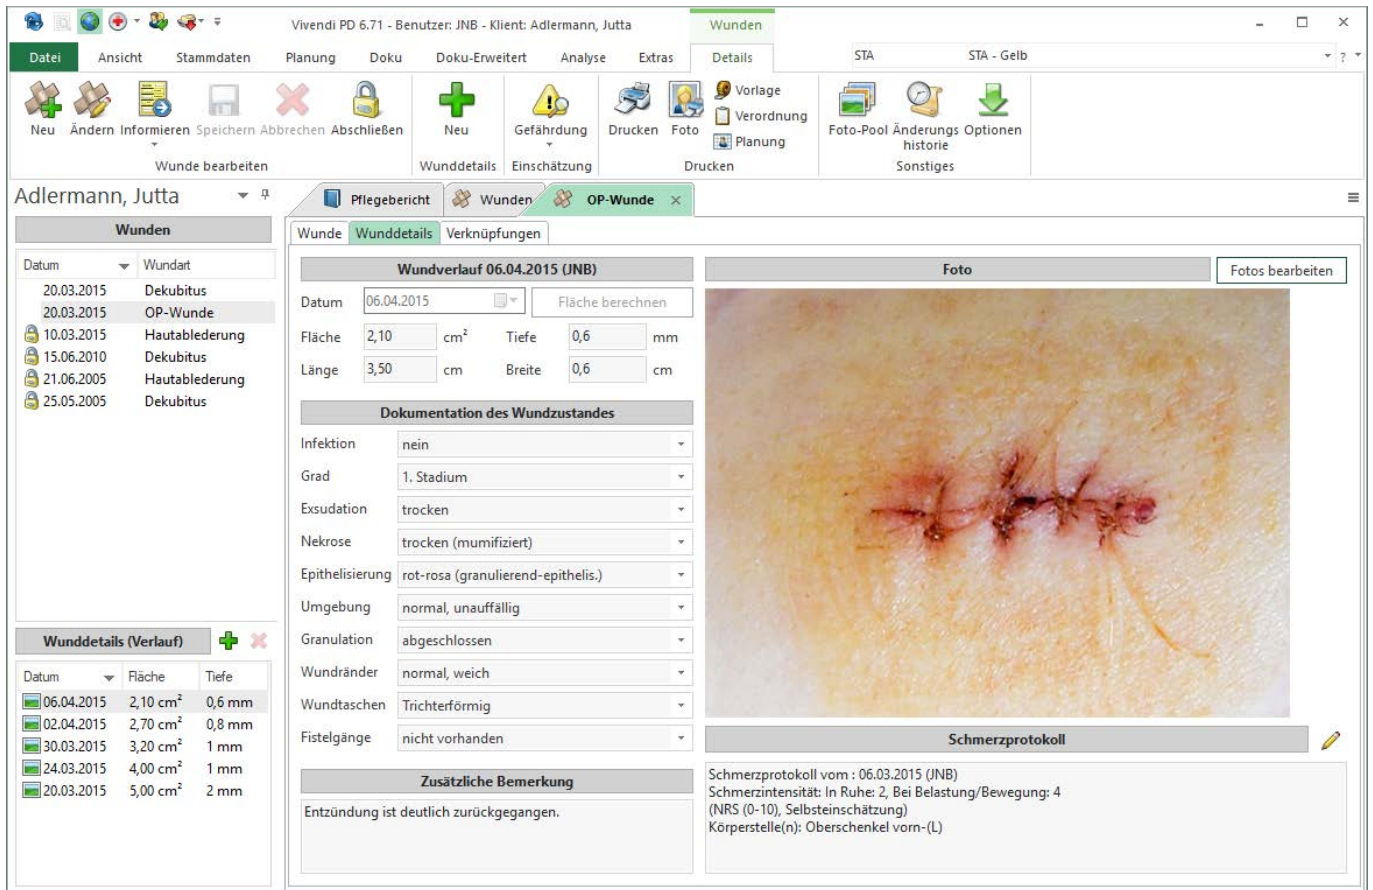 Vivendi PD 6.71 - Benutzer: JNB - Klient: Adlermann, Jutta
Wunden
Datei Ansicht Stammdaten Planung Doku Doku-Erweitert Analyse Extras Details STA STA - Gelb
Neu Ändern Informieren Speichern Abbrechen Abschließen
Wunde bearbeiten
Neu
Wunddetails
Gefährdung
Einschätzung
Drucken Foto
Vorlage
Verordnung
Planung
Drucken
Foto-Pool Änderungs historie Optionen
Sonstiges
Adlermann, Jutta
Wunden
Datum Wundart
20.03.2015 Dekubitus
20.03.2015 OP-Wunde
10.03.2015 Hautablederung
15.06.2010 Dekubitus
21.06.2005 Hautablederung
25.05.2005 Dekubitus
Wunddetails (Verlauf)
Datum Fläche Tiefe
06.04.2015 2,10 cm² 0,6 mm
02.04.2015 2,70 cm² 0,8 mm
30.03.2015 3,20 cm² 1 mm
24.03.2015 4,00 cm² 1 mm
20.03.2015 5,00 cm² 2 mm
Pflegebericht Wunden OP-Wunde
Wunde Wunddetails Verknüpfungen
Wundverlauf 06.04.2015 (JNB)
Datum 06.04.2015 Fläche berechnen
Fläche 2,10 cm² Tiefe 0,6 mm
Länge 3,50 cm Breite 0,6 cm
Dokumentation des Wundzustandes
Infektion nein
Grad 1. Stadium
Exsudation trocken
Nekrose trocken (mumifiziert)
Epithelisierung rot-rosa (granulierend-epithelis.)
Umgebung normal, unauffällig
Granulation abgeschlossen
Wundränder normal, weich
Wundtaschen Trichterförmig
Fistelgänge nicht vorhanden
Zusätzliche Bemerkung
Entzündung ist deutlich zurückgegangen.
Foto
Fotos bearbeiten
Schmerzprotokoll
Schmerzprotokoll vom : 06.03.2015 (JNB)
Schmerzintensität: In Ruhe: 2, Bei Belastung/Bewegung: 4
(NRS (0-10), Selbsteinschätzung)
Körperstelle(n): Oberschenkel vorn-(L)